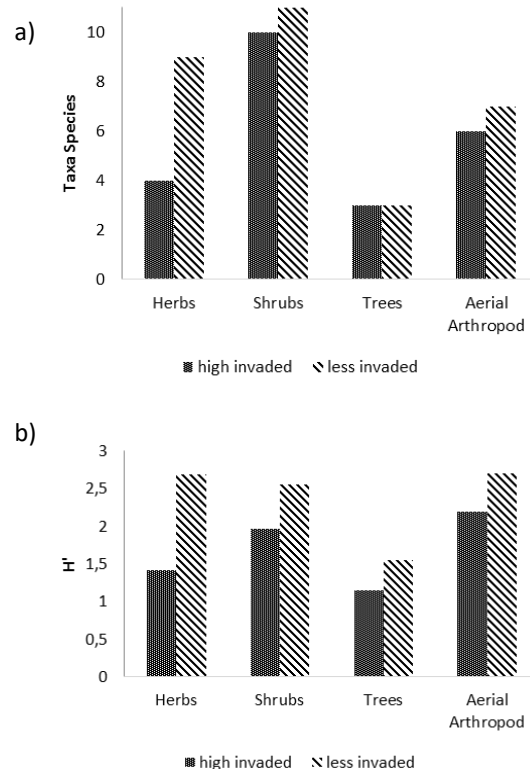 a)
Taxa Species
10
8
6
4
2
0
Herbs
Shrubs
Trees
Aerial
Arthropod
high invaded
less invaded
b)
H'
3
2,5
2
1,5
1
0,5
0
Herbs
Shrubs
Trees
Aerial
Arthropod
high invaded
less invaded